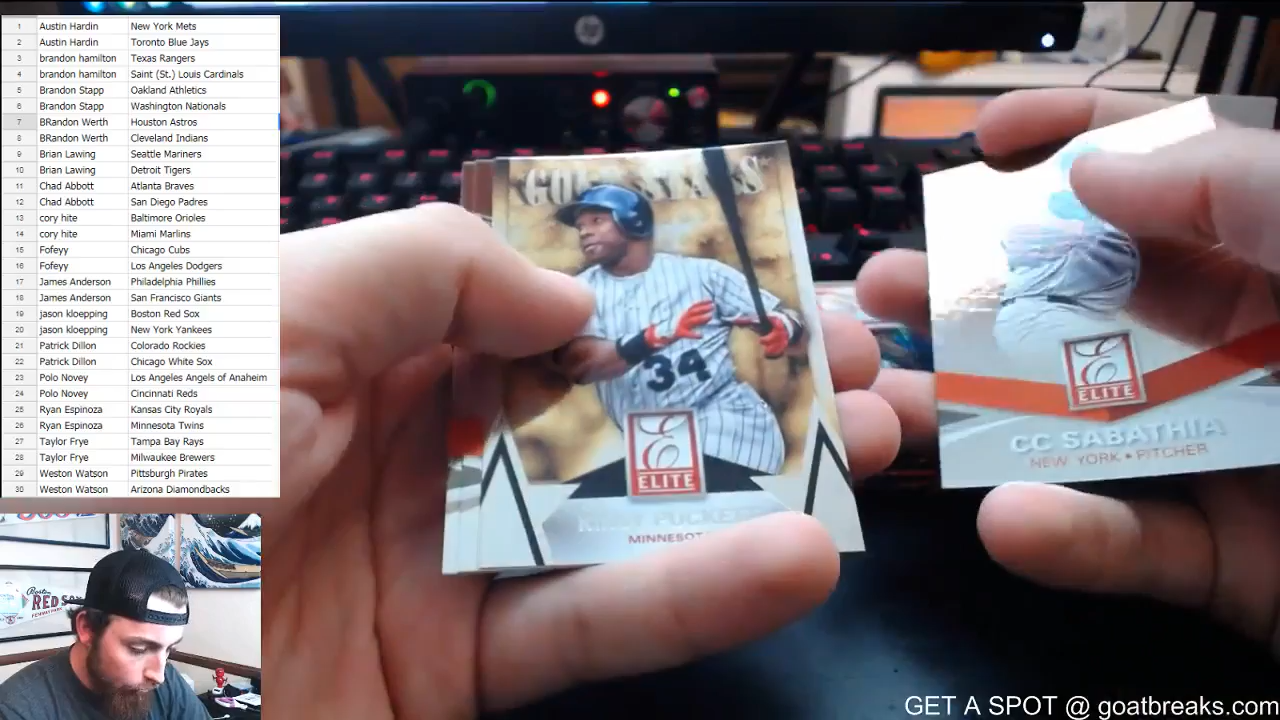 1 Austin Hardin New York Mets
2 Austin Hardin Toronto Blue Jays
3 brandon hamilton Texas Rangers
4 brandon hamilton Saint (St.) Louis Cardinals
5 Brandon Stapp Oakland Athletics
6 Brandon Stapp Washington Nationals
7 BRandon Werth Houston Astros
8 BRandon Werth Cleveland Indians
9 Brian Lawing Seattle Mariners
10 Brian Lawing Detroit Tigers
11 Chad Abbott Atlanta Braves
12 Chad Abbott San Diego Padres
13 cory hite Baltimore Orioles
14 cory hite Miami Marlins
15 Fofeyy Chicago Cubs
16 Fofeyy Los Angeles Dodgers
17 James Anderson Philadelphia Phillies
18 James Anderson San Francisco Giants
19 jason kloepping Boston Red Sox
20 jason kloepping New York Yankees
21 Patrick Dillon Colorado Rockies
22 Patrick Dillon Chicago White Sox
23 Polo Novey Los Angeles Angels of Anaheim
24 Polo Novey Cincinnati Reds
25 Ryan Espinoza Kansas City Royals
26 Ryan Espinoza Minnesota Twins
27 Taylor Frye Tampa Bay Rays
28 Taylor Frye Milwaukee Brewers
29 Weston Watson Pittsburgh Pirates
30 Weston Watson Arizona Diamondbacks
hp
34
E
ELITE
MINNESOT
E
ELITE
CC SABATHIA
NEW YORK • PITCHER
Boston
RED SOX
GET A SPOT @ goatbreaks.com